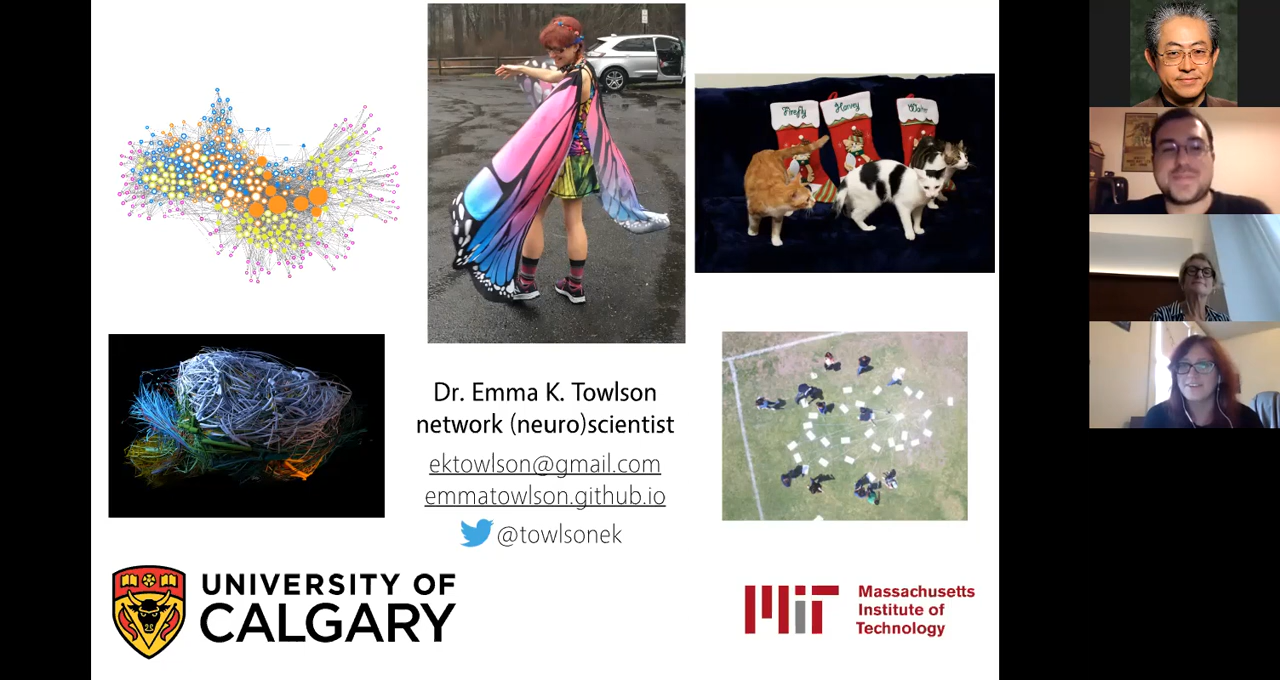 Firefly
Harvey
Dr. Emma K. Towlson
network (neuro)scientist
ektowlson@gmail.com
emmatowlson.github.io
@towlsonek
UNIVERSITY OF
CALGARY
MIT
Massachusetts
Institute of
Technology